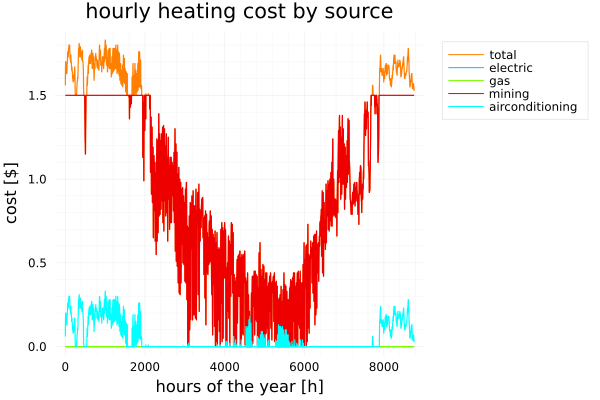 hourly heating cost by source
total
electric
gas
mining
airconditioning
cost [$]
1.5
1.0
0.5
0.0
0 2000 4000 6000 8000
hours of the year [h]